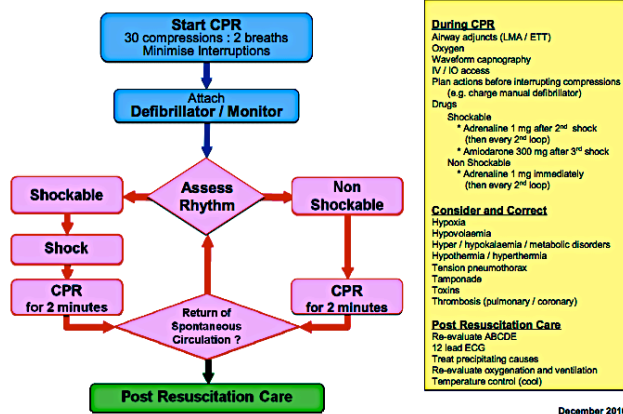 Start CPR
30 compressions : 2 breaths
Minimise Interruptions
Attach
Defibrillator / Monitor
Assess
Rhythm
Shockable
Non
Shockable
Shock
CPR
for 2 minutes
CPR
for 2 minutes
Return of
Spontaneous
Circulation ?
Post Resuscitation Care
During CPR
Airway adjuncts (LMA / ETT)
Oxygen
Waveform capnography
IV / IO access
Plan actions before interrupting compressions
(e.g. charge manual defibrillator)
Drugs
Shockable
* Adrenaline 1 mg after 2nd shock
(then every 2nd loop)
* Amiodarone 300 mg after 3rd shock
Non Shockable
* Adrenaline 1 mg immediately
(then every 2nd loop)
Consider and Correct
Hypoxia
Hypovolaemia
Hyper / hypokalaemia / metabolic disorders
Hypothermia / hyperthermia
Tension pneumothorax
Tamponade
Toxins
Thrombosis (pulmonary / coronary)
Post Resuscitation Care
Re-evaluate ABCDE
12 lead ECG
Treat precipitating causes
Re-evaluate oxygenation and ventilation
Temperature control (cool)
December 2010